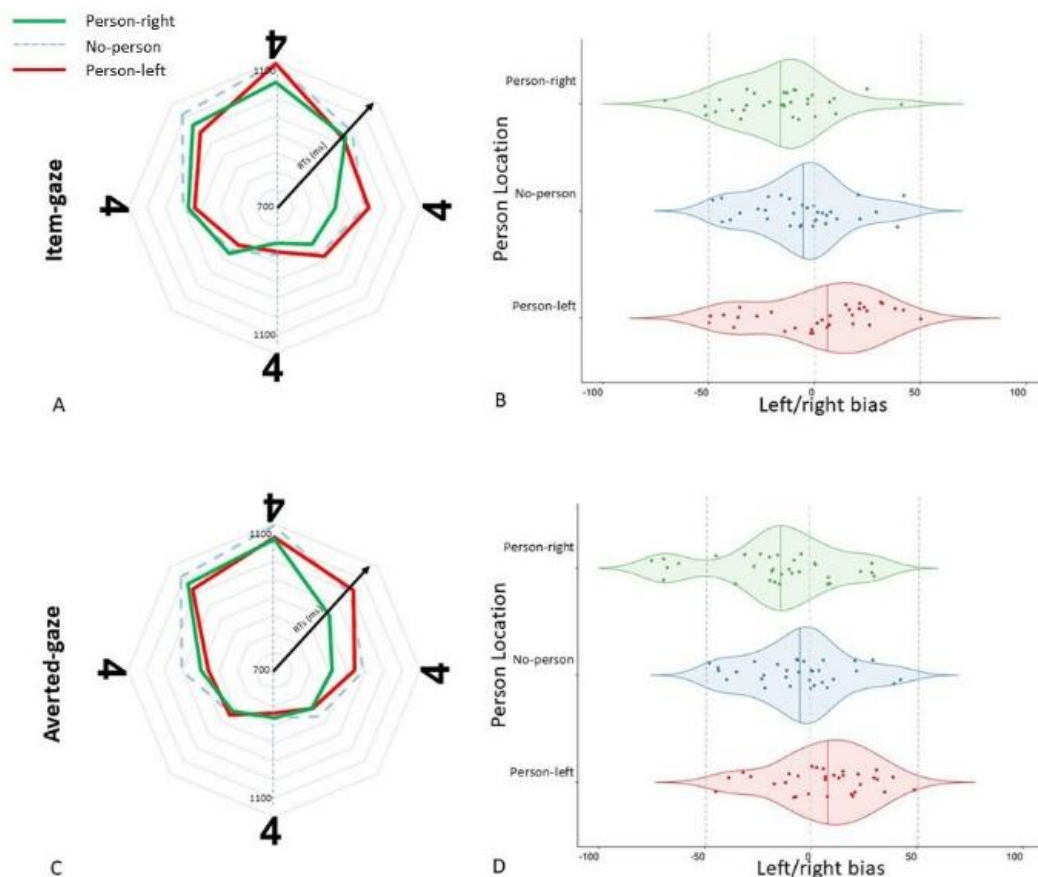 Person-right
No-person
Person-left
4
1100
RTs (ms)
700
4
4
1100
4
Item-gaze
A
Person Location
Person-right
No-person
Person-left
-100
-50
0
50
100
Left/right bias
B
4
1100
RTs (ms)
700
4
4
1100
4
Averted-gaze
C
Person Location
Person-right
No-person
Person-left
-100
-50
0
50
100
Left/right bias
D